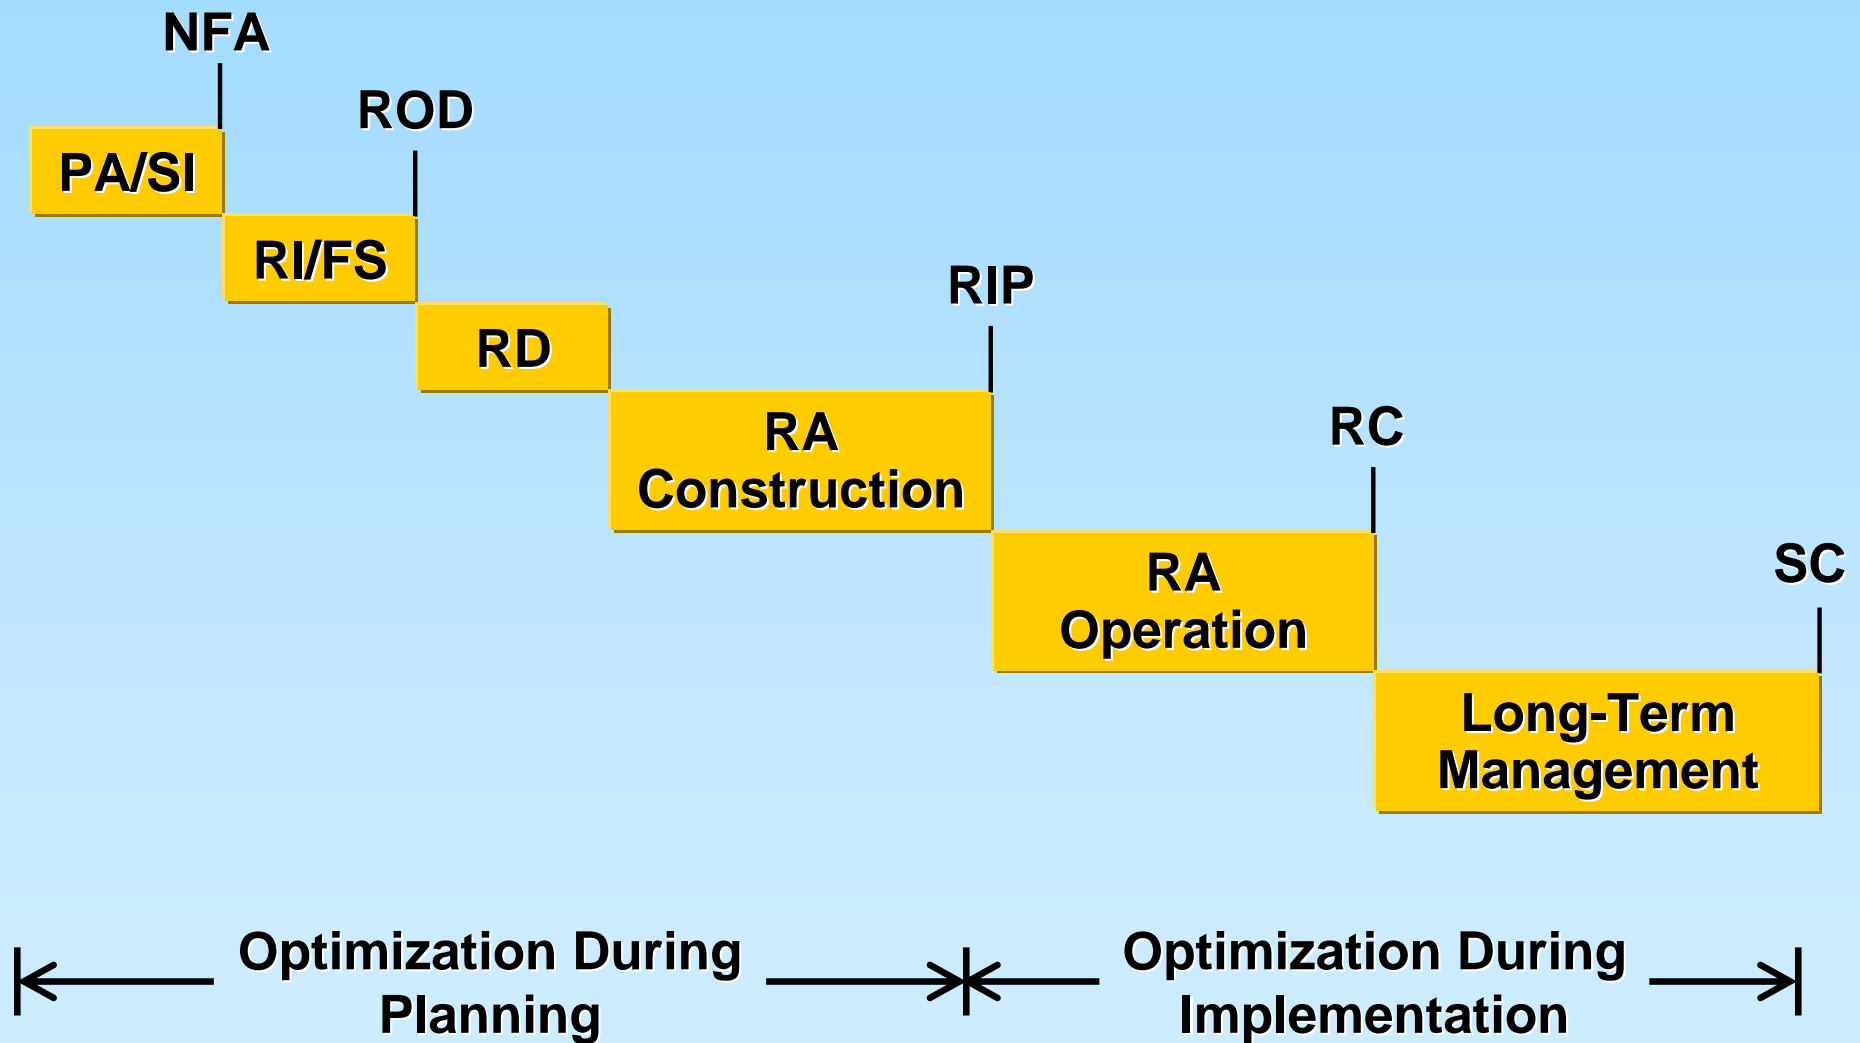 NFA
ROD
PA/SI
RI/FS
RIP
RD
RA
Construction
RC
RA
Operation
SC
Long-Term
Management
Optimization During
Planning
Optimization During
Implementation